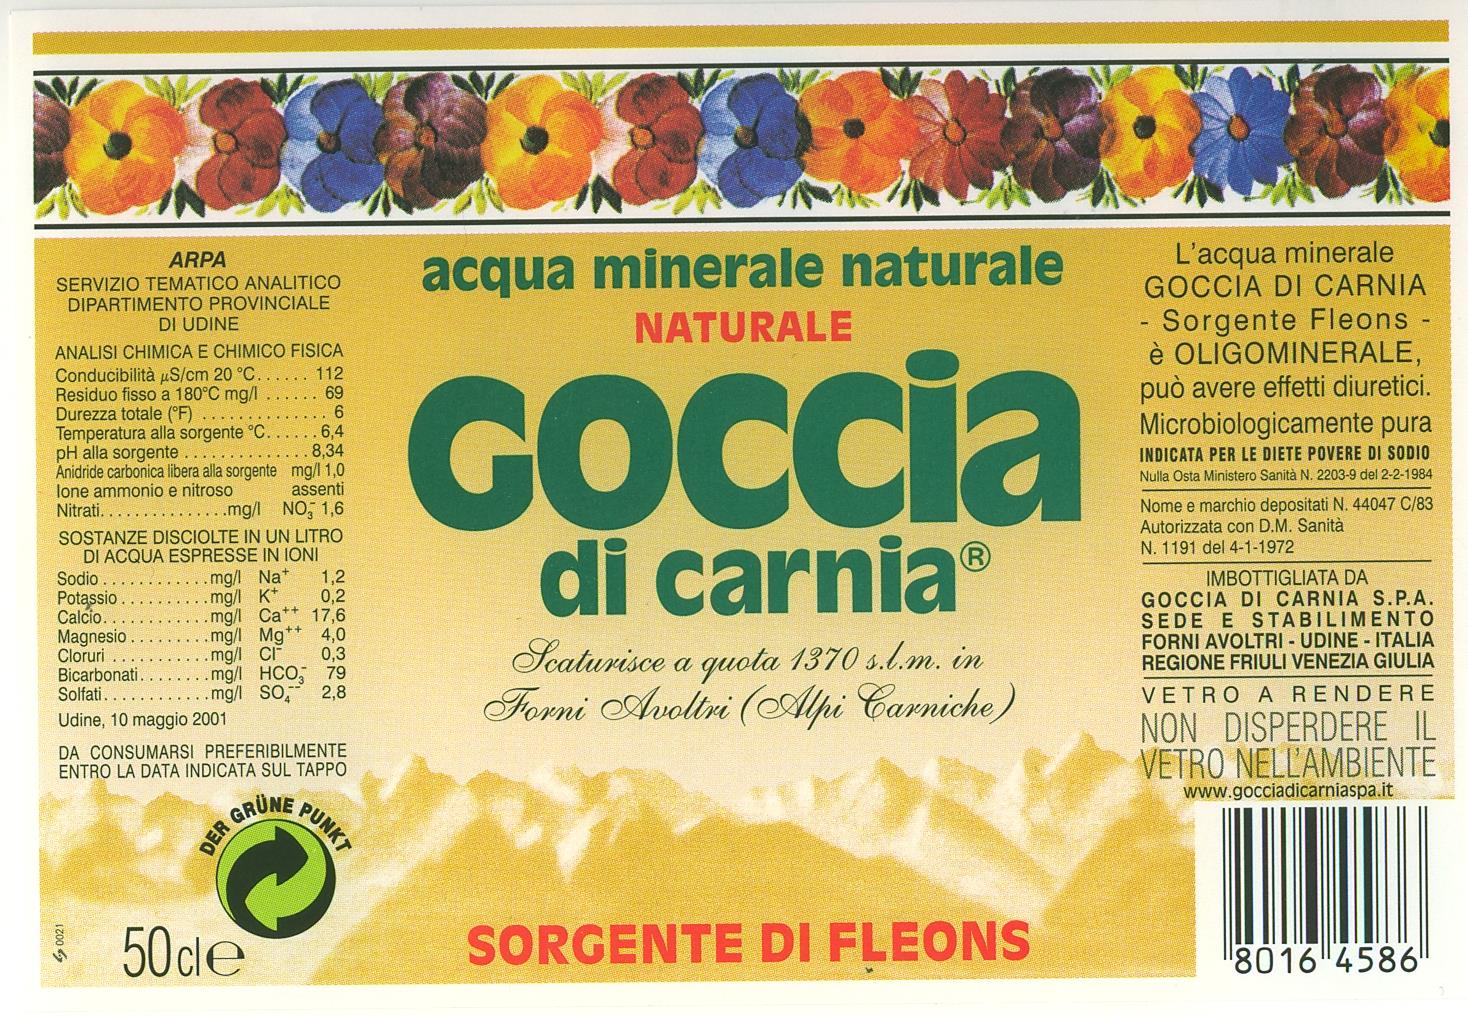 ARPA
SERVIZIO TEMATICO ANALITICO
DIPARTIMENTO PROVINCIALE
DI UDINE
ANALISI CHIMICA E CHIMICO FISICA
Conducibilità µS/cm 20 °C...... 112
Residuo fisso a 180°C mg/l ...... 69
Durezza totale (°F) ............. 6
Temperatura alla sorgente °C...... 6,4
pH alla sorgente .............. 8,34
Anidride carbonica libera alla sorgente mg/l 1,0
Ione ammonio e nitroso assenti
Nitrati..............mg/l NO₃⁻ 1,6
SOSTANZE DISCIOLTE IN UN LITRO
DI ACQUA ESPRESSE IN IONI
Sodio ..........mg/l Na⁺ 1,2
Potassio .........mg/l K⁺ 0,2
Calcio..........mg/l Ca⁺⁺ 17,6
Magnesio ........mg/l Mg⁺⁺ 4,0
Cloruri ..........mg/l Cl⁻ 0,3
Bicarbonati.......mg/l HCO₃⁻ 79
Solfati...........mg/l SO₄⁻⁻ 2,8
Udine, 10 maggio 2001
DA CONSUMARSI PREFERIBILMENTE
ENTRO LA DATA INDICATA SUL TAPPO
DER GRÜNE PUNKT
0021
50 cl e
acqua minerale naturale
NATURALE
GOCCIA
di carnia®
Scaturisce a quota 1370 s.l.m. in
Forni Avoltri (Alpi Carniche)
SORGENTE DI FLEONS
L'acqua minerale
GOCCIA DI CARNIA
- Sorgente Fleons -
è OLIGOMINERALE,
può avere effetti diuretici.
Microbiologicamente pura
INDICATA PER LE DIETE POVERE DI SODIO
Nulla Osta Ministero Sanità N. 2203-9 del 2-2-1984
Nome e marchio depositati N. 44047 C/83
Autorizzata con D.M. Sanità
N. 1191 del 4-1-1972
IMBOTTIGLIATA DA
GOCCIA DI CARNIA S.P.A.
SEDE E STABILIMENTO
FORNI AVOLTRI - UDINE - ITALIA
REGIONE FRIULI VENEZIA GIULIA
VETRO A RENDERE
NON DISPERDERE IL
VETRO NELL'AMBIENTE
www.gocciadicarniaspa.it
8016 4586